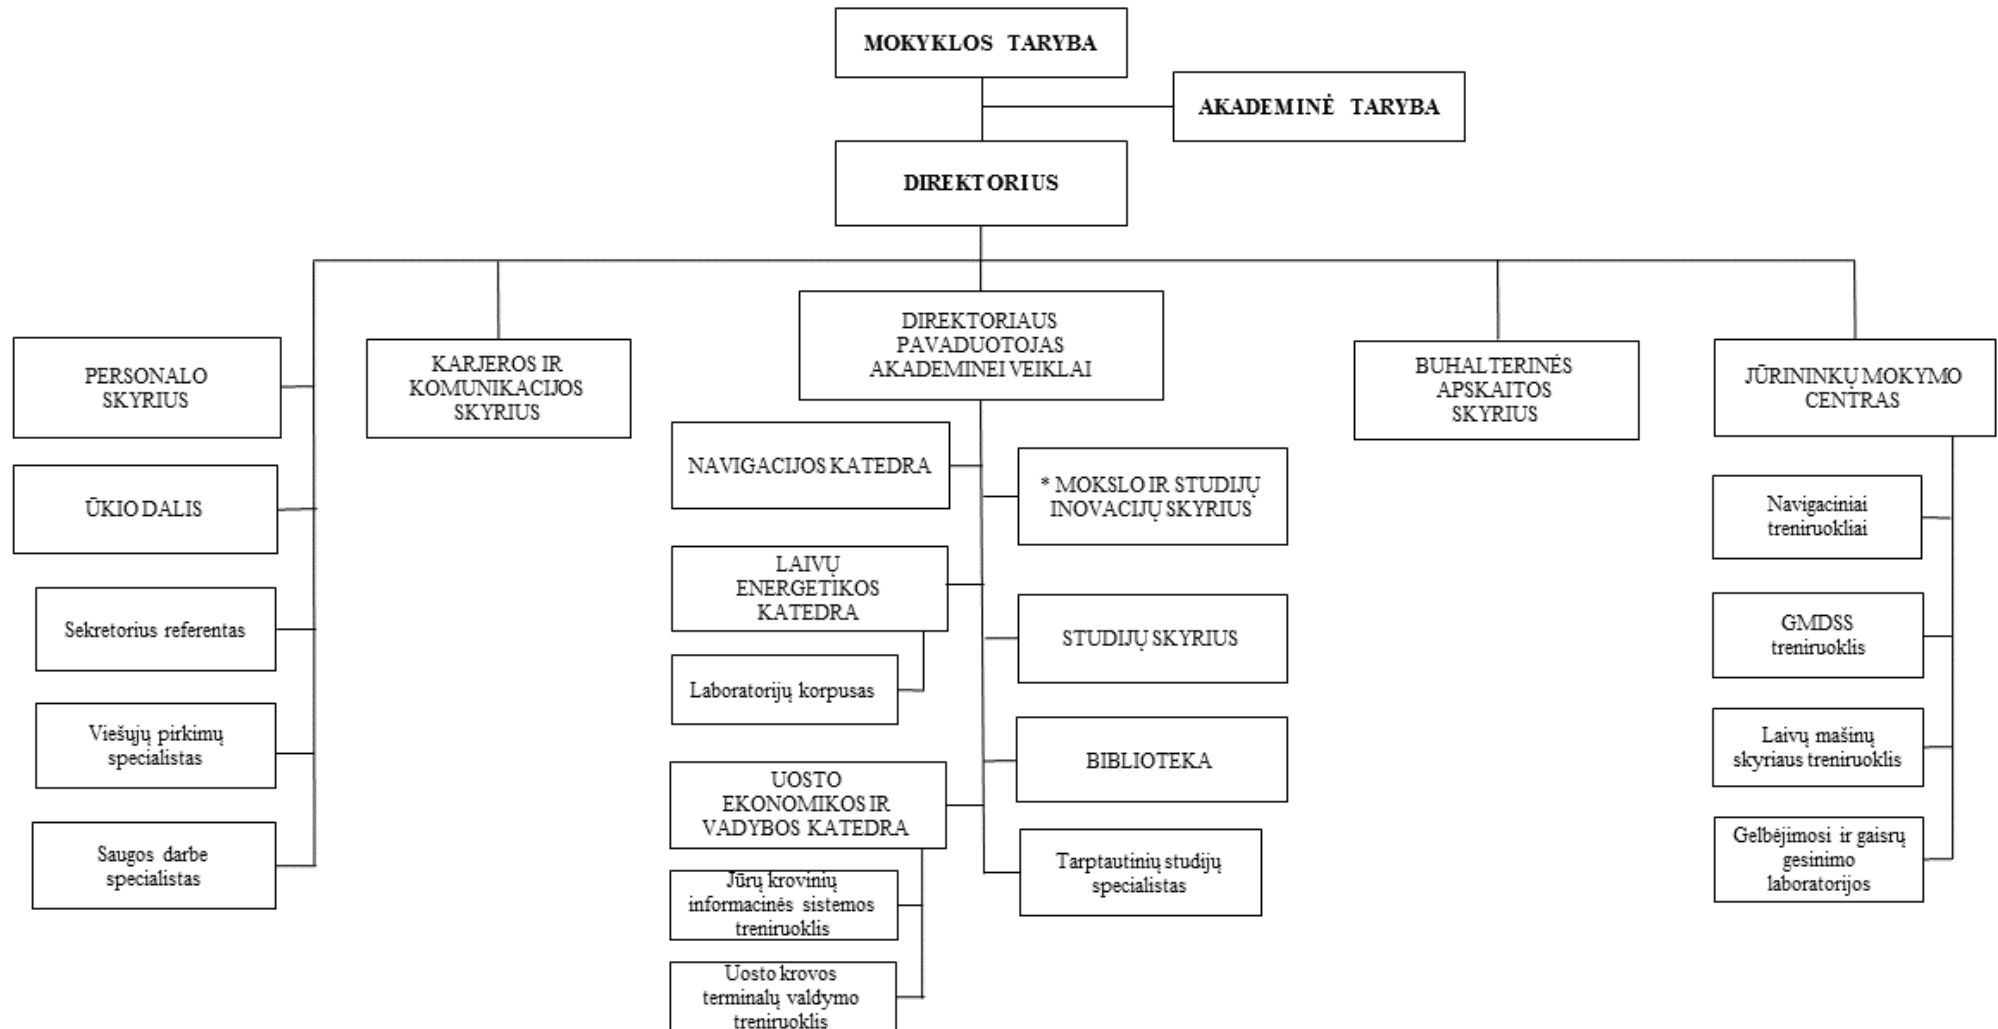 MOKYKLOS TARYBA
AKADEMINĖ TARYBA
DIREKTORIUS
PERSONALO
SKYRIUS
ŪKIO DALIS
Sekretorius referentas
Viešųjų pirkimų
specialistas
Saugos darbe
specialistas
KARJEROS IR
KOMUNIKACIJOS
SKYRIUS
DIREKTORIAUS
PAVADUOTOJAS
AKADEMINEI VEIKLAI
NAVIGACIJOS KATEDRA
LAIVŲ
ENERGETIKOS
KATEDRA
Laboratorijų korpusas
UOSTO
EKONOMIKOS IR
VADYBOS KATEDRA
Jūrų krovinių
informacinės sistemos
treniruoklis
Uosto krovos
terminalų valdymo
treniruoklis
* MOKSLO IR STUDIJŲ
INOVACIJŲ SKYRIUS
STUDIJŲ SKYRIUS
BIBLIOTEKA
Tarptautinių studijų
specialistas
BUHALTERINĖS
APSKAITOS
SKYRIUS
JŪRININKŲ MOKYMO
CENTRAS
Navigaciniai
treniruokliai
GMDSS
treniruoklis
Laivų mašinų
skyriaus treniruoklis
Gelbėjimosi ir gaisrų
gesinimo
laboratorijos